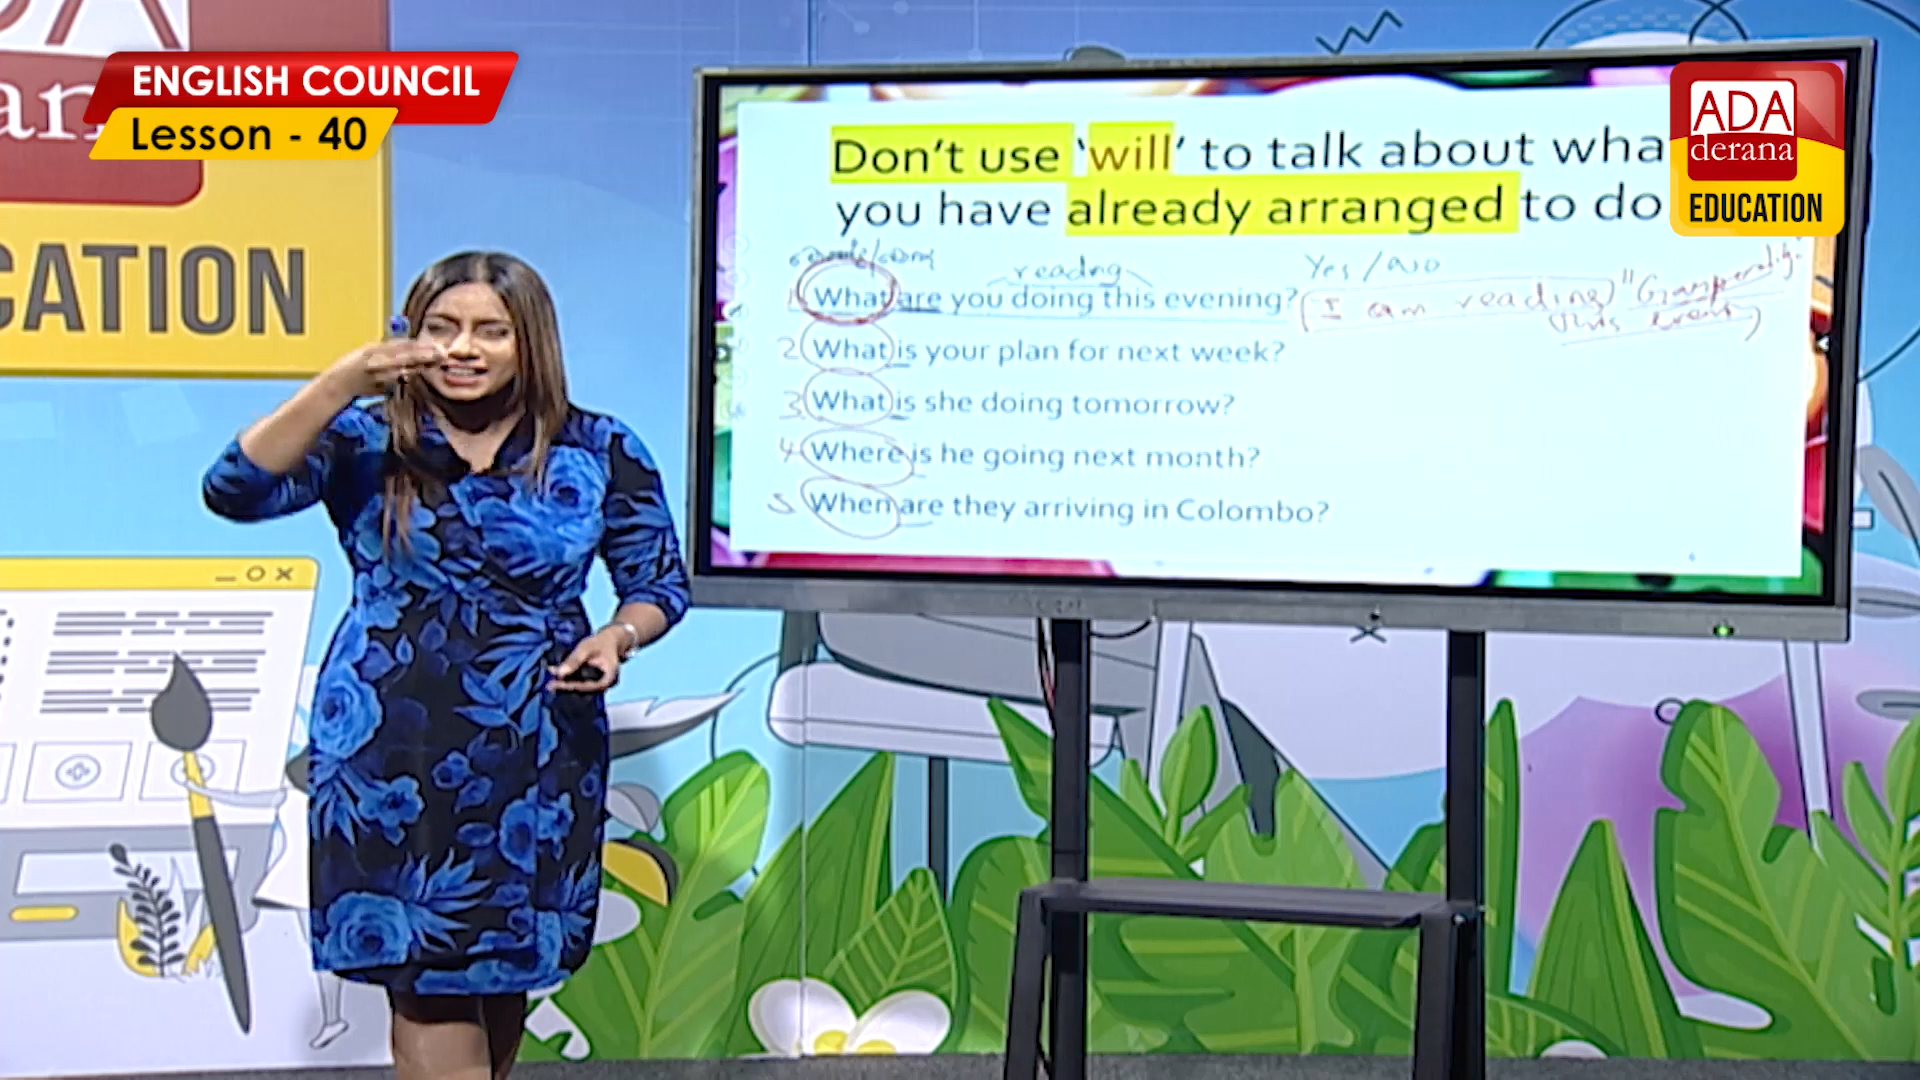 ENGLISH COUNCIL
Lesson - 40
an
CATION
ADA
derana
EDUCATION
Don't use 'will' to talk about wha
you have already arranged to do
reading
Yes / No
1 What are you doing this evening? (I am reading)
this event)
2 What is your plan for next week?
3 What is she doing tomorrow?
4 Where is he going next month?
5 When are they arriving in Colombo?